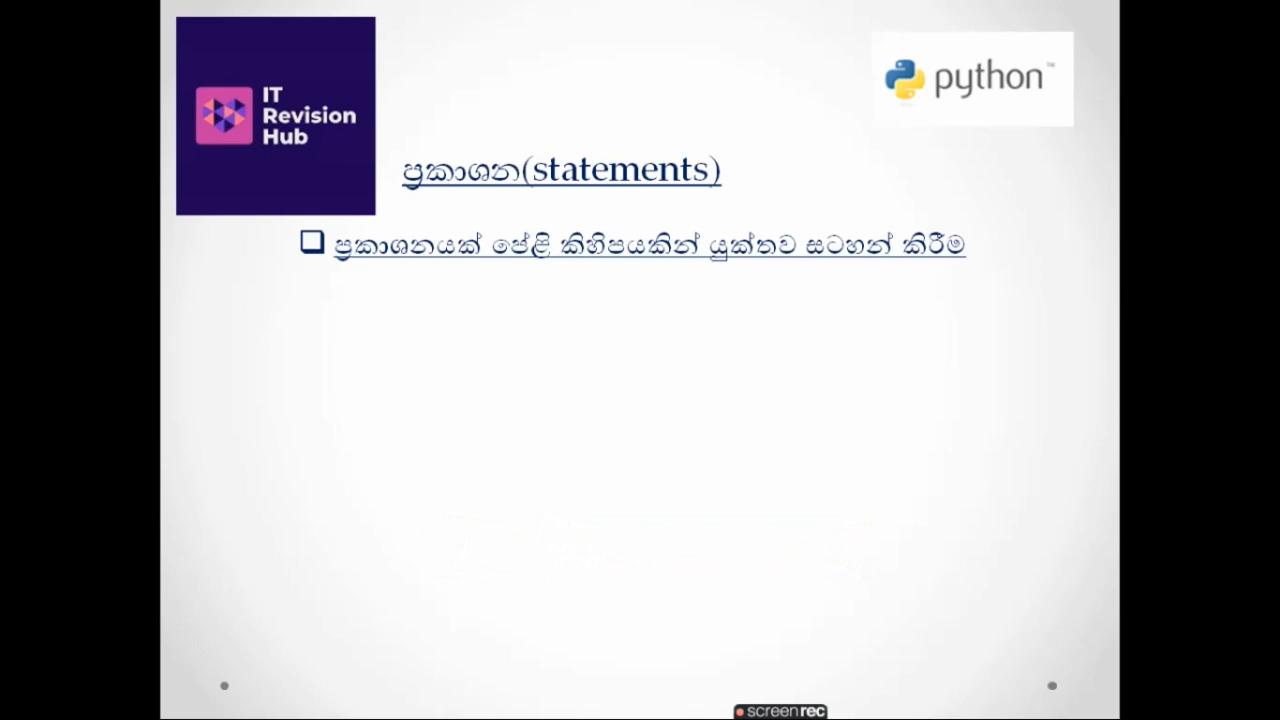 IT
Revision
Hub
python™
ප්‍රකාශන(statements)
ප්‍රකාශනයක් පේළි කිහිපයකින් යුක්තව සටහන් කිරීම
screenrec